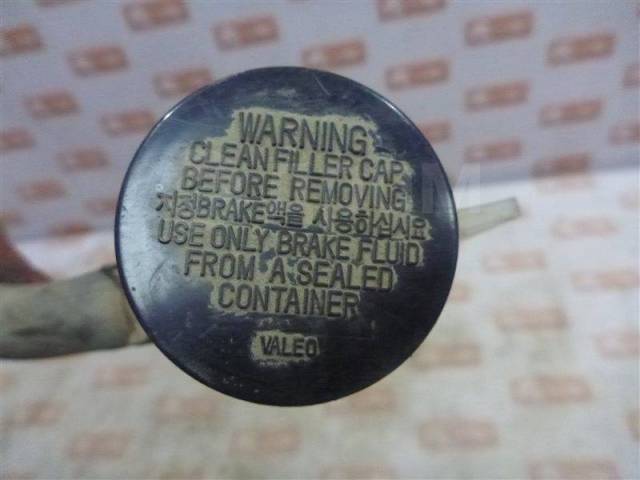 WARNING
CLEAN FILLER CAP
BEFORE REMOVING
지정BRAKE액을 사용하십시요
USE ONLY BRAKE FLUID
FROM A SEALED
CONTAINER
VALEO